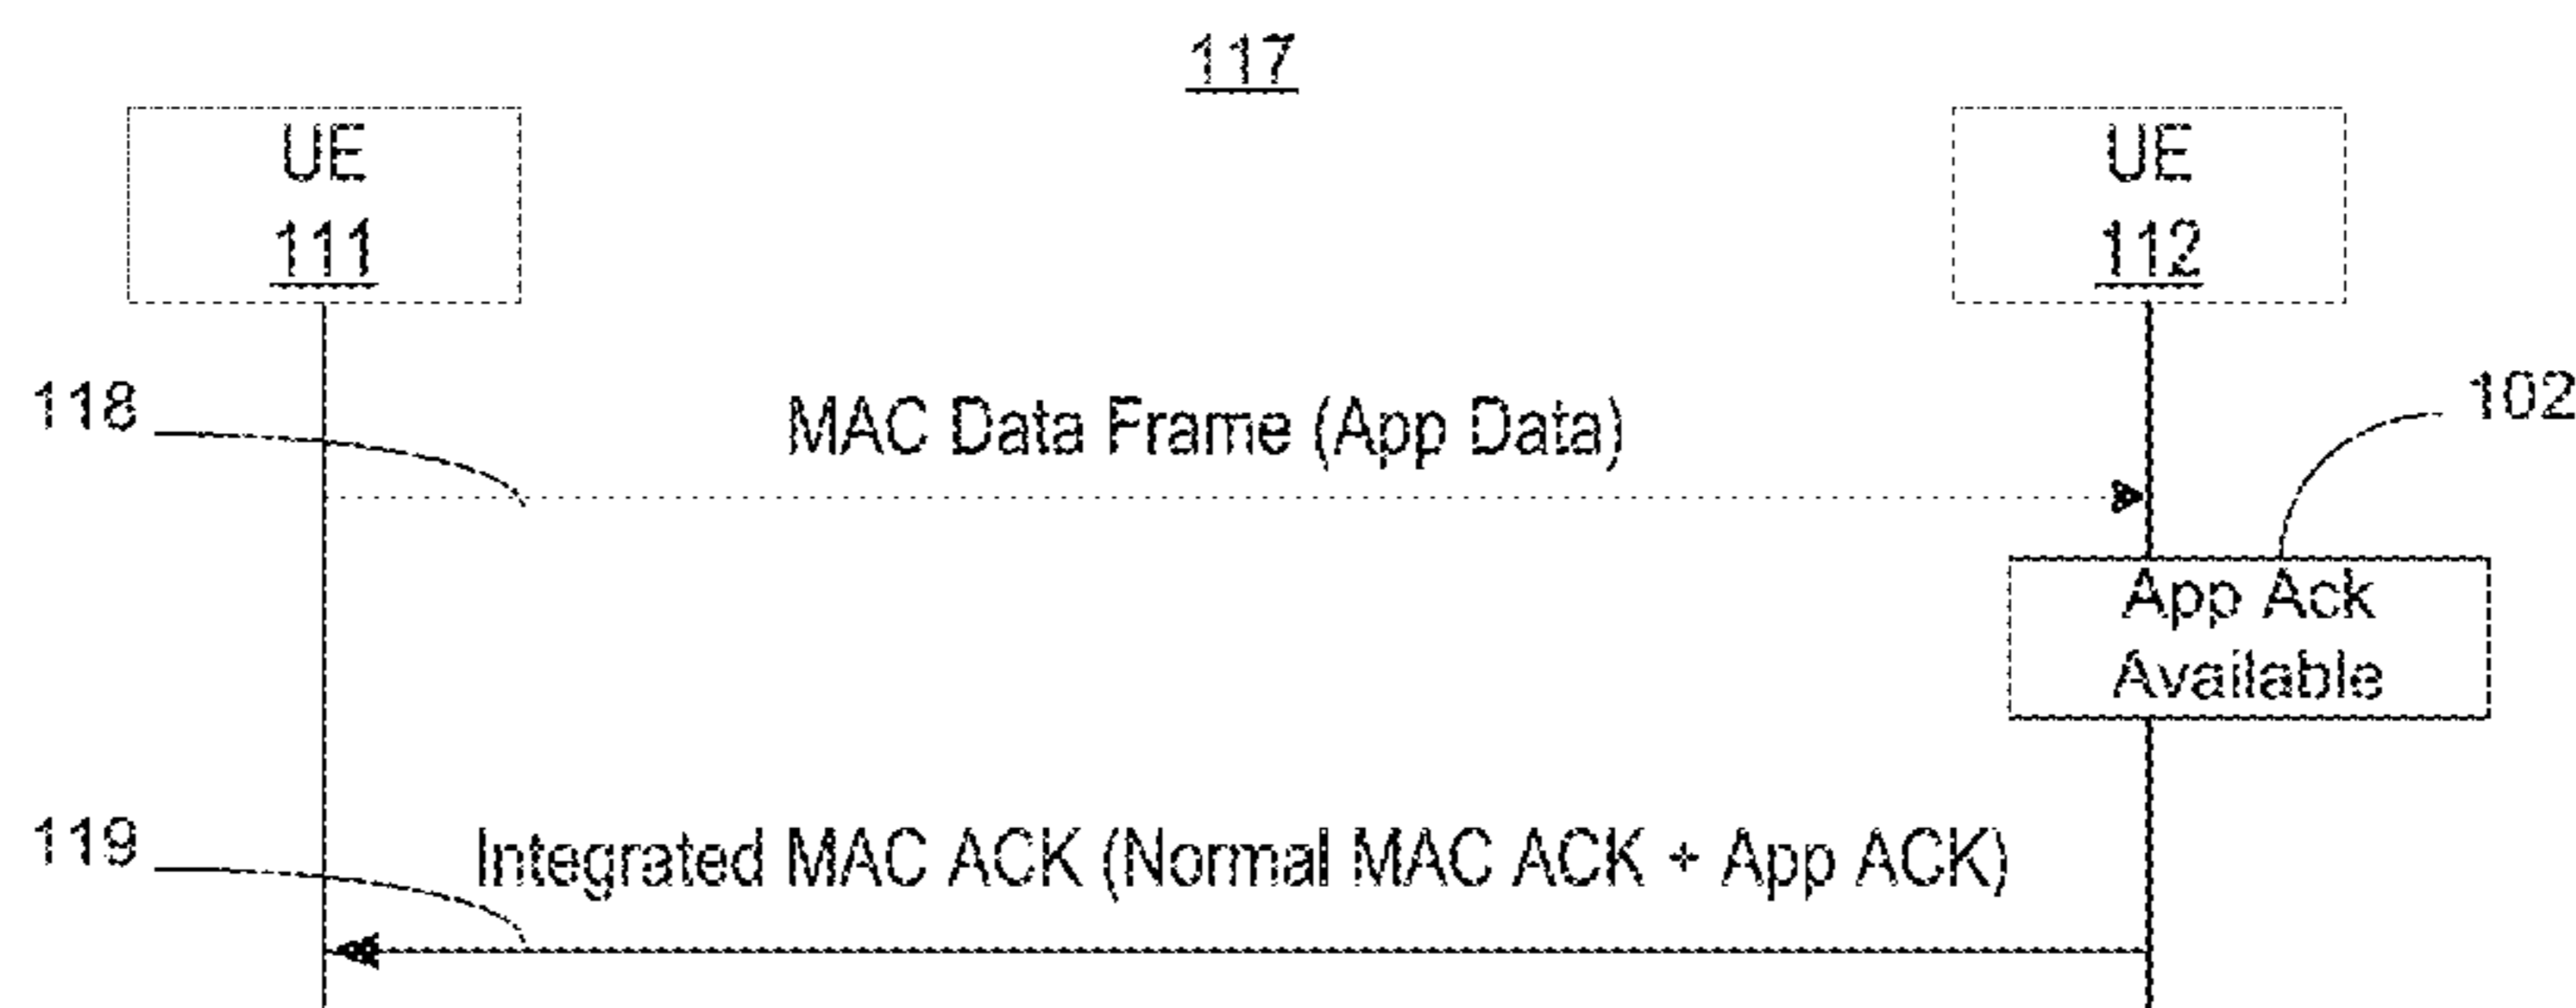 117
UE
111
UE
112
118
MAC Data Frame (App Data)
102
App Ack
Available
119
Integrated MAC ACK (Normal MAC ACK + App ACK)